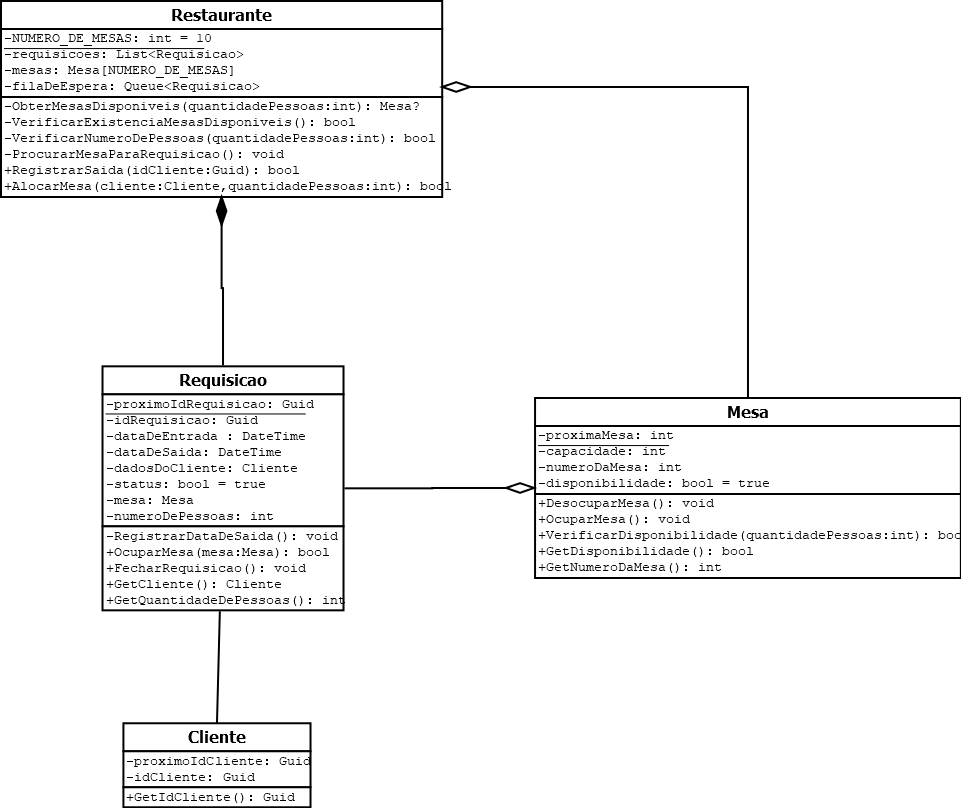 Restaurante
-NUMERO_DE_MESAS: int = 10
-requisicoes: List<Requisicao>
-mesas: Mesa[NUMERO_DE_MESAS]
-filaDeEspera: Queue<Requisicao>
-ObterMesasDisponiveis(quantidadePessoas:int): Mesa?
-VerificarExistenciaMesasDisponiveis(): bool
-VerificarNumeroDePessoas(quantidadePessoas:int): bool
-ProcurarMesaParaRequisicao(): void
+RegistrarSaida(idCliente:Guid): bool
+AlocarMesa(cliente:Cliente,quantidadePessoas:int): bool
Requisicao
-proximoIdRequisicao: Guid
-idRequisicao: Guid
-dataDeEntrada : DateTime
-dataDeSaida: DateTime
-dadosDoCliente: Cliente
-status: bool = true
-mesa: Mesa
-numeroDePessoas: int
-RegistrarDataDeSaida(): void
+OcuparMesa(mesa:Mesa): bool
+FecharRequisicao(): void
+GetCliente(): Cliente
+GetQuantidadeDePessoas(): int
Mesa
-proximaMesa: int
-capacidade: int
-numeroDaMesa: int
-disponibilidade: bool = true
+DesocuparMesa(): void
+OcuparMesa(): void
+VerificarDisponibilidade(quantidadePessoas:int): boo
+GetDisponibilidade(): bool
+GetNumeroDaMesa(): int
Cliente
-proximoIdCliente: Guid
-idCliente: Guid
+GetIdCliente(): Guid